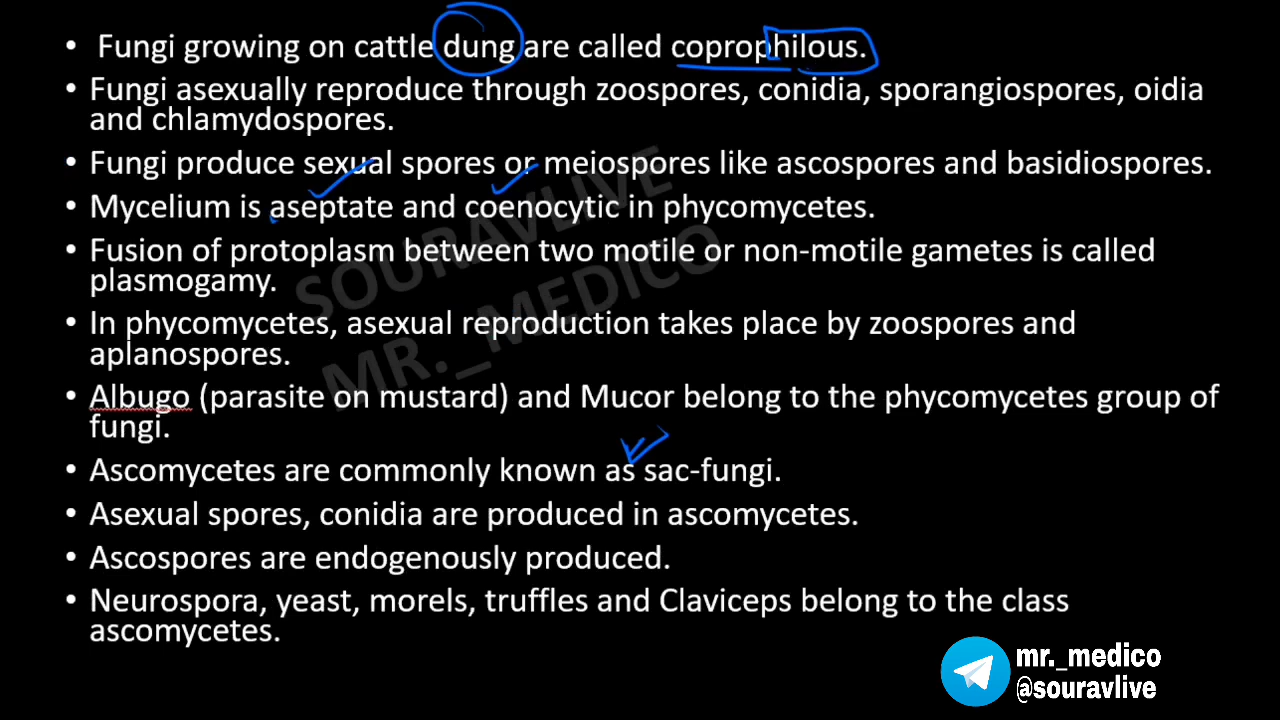 • Fungi growing on cattle dung are called coprophilous.
• Fungi asexually reproduce through zoospores, conidia, sporangiospores, oidia
and chlamydospores.
• Fungi produce sexual spores or meiospores like ascospores and basidiospores.
• Mycelium is aseptate and coenocytic in phycomycetes.
• Fusion of protoplasm between two motile or non-motile gametes is called
plasmogamy.
• In phycomycetes, asexual reproduction takes place by zoospores and
aplanospores.
• Albugo (parasite on mustard) and Mucor belong to the phycomycetes group of
fungi.
• Ascomycetes are commonly known as sac-fungi.
• Asexual spores, conidia are produced in ascomycetes.
• Ascospores are endogenously produced.
• Neurospora, yeast, morels, truffles and Claviceps belong to the class
ascomycetes.
SOURAVLIVE
MR._MEDICO
mr._medico
@souravlive